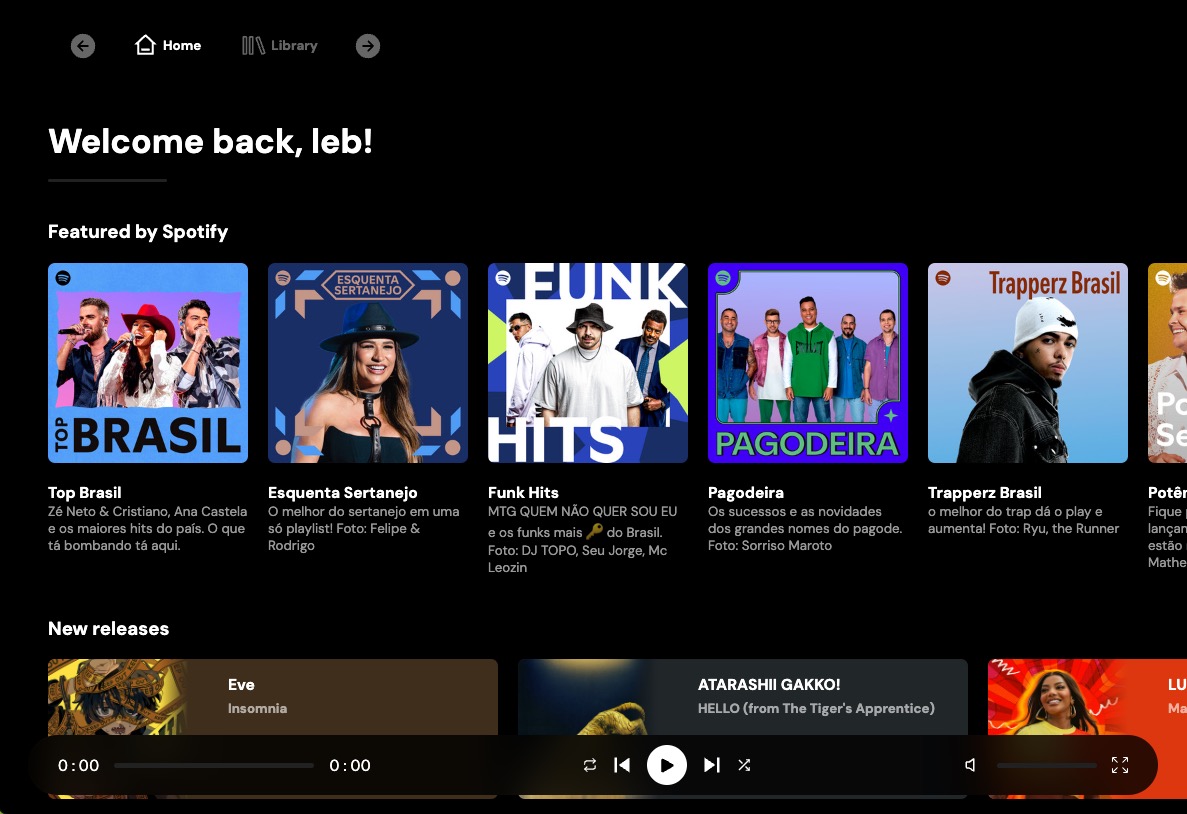 Home
Library
Welcome back, leb!
Featured by Spotify
TOP BRASIL
ESQUENTA
SERTANEJO
FUNK
HITS
PAGODEIRA
Trapperz Brasil
Po
Se
Top Brasil
Zé Neto & Cristiano, Ana Castela
e os maiores hits do país. O que
tá bombando tá aqui.
Esquenta Sertanejo
O melhor do sertanejo em uma
só playlist! Foto: Felipe &
Rodrigo
Funk Hits
MTG QUEM NÃO QUER SOU EU
e os funks mais 🔑 do Brasil.
Foto: DJ TOPO, Seu Jorge, Mc
Leozin
Pagodeira
Os sucessos e as novidades
dos grandes nomes do pagode.
Foto: Sorriso Maroto
Trapperz Brasil
o melhor do trap dá o play e
aumenta! Foto: Ryu, the Runner
Potên
Fique
lançan
estão
Mathe
New releases
Eve
Insomnia
ATARASHII GAKKO!
HELLO (from The Tiger's Apprentice)
LU
Ma
0:00
0:00